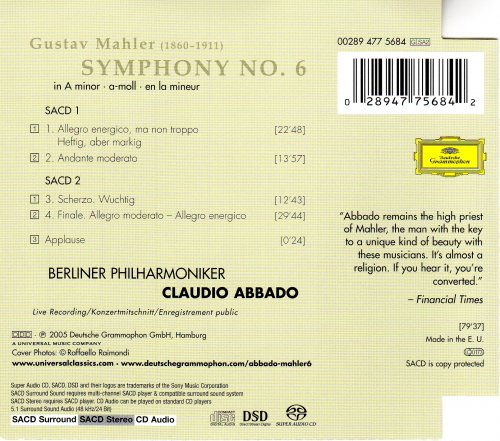 Gustav Mahler (1860–1911)
SYMPHONY NO. 6
in A minor · a-moll · en la mineur
SACD 1
1 1. Allegro energico, ma non troppo [22'48]
Heftig, aber markig
2 2. Andante moderato [13'57]
SACD 2
1 3. Scherzo. Wuchtig [12'43]
2 4. Finale. Allegro moderato – Allegro energico [29'44]
3 Applause [0'24]
BERLINER PHILHARMONIKER
CLAUDIO ABBADO
Live Recording/Konzertmitschnitt/Enregistrement public
DDD · ℗ 2005 Deutsche Grammophon GmbH, Hamburg
A UNIVERSAL MUSIC COMPANY
Cover Photos: © Raffaello Raimondi
www.universalclassics.com · www.deutschegrammophon.com/abbado-mahler6
Super Audio CD, SACD, DSD and their logos are trademarks of the Sony Music Corporation
SACD Surround Sound requires multi-channel SACD player & compatible surround sound system
SACD Stereo requires SACD player. CD Audio can be played on standard CD players
5.1 Surround Sound Audio (48 kHz/24 Bit)
SACD Surround SACD Stereo CD Audio
DSD
Direct Stream Digital
SUPER AUDIO CD
00289 477 5684 GSA2
0 28947 75684 2
Deutsche
Grammophon
“Abbado remains the high priest
of Mahler, the man with the key
to a unique kind of beauty with
these musicians. It’s almost a
religion. If you hear it, you’re
converted.”
– Financial Times
[79'37]
Made in the E. U.
SACD is copy protected